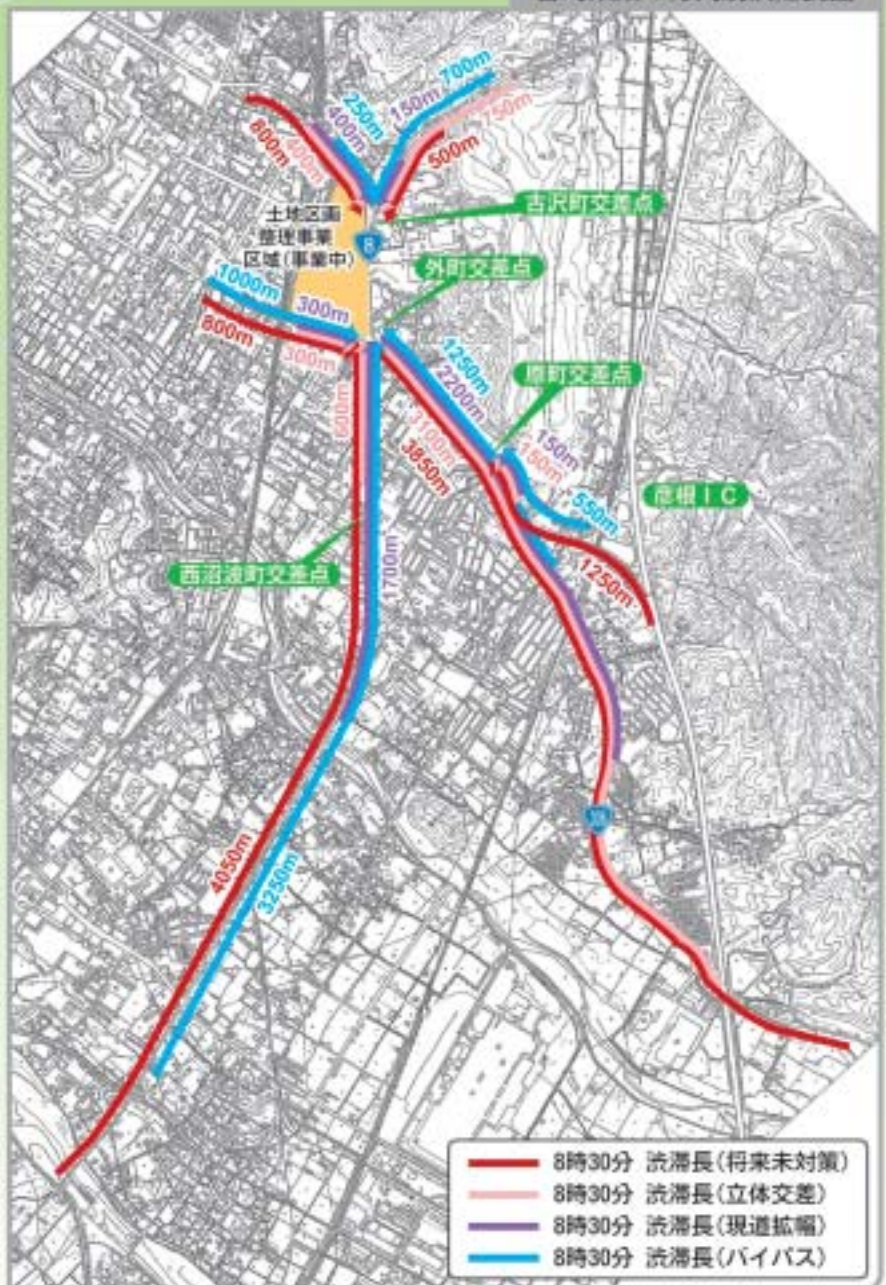 700m
250m
150m
400m
750m
800m
400m
500m
古沢町交差点
土地区画
整理事業
区域(事業中)
8
外町交差点
1000m
300m
800m
300m
1250m
2200m
原町交差点
600m
3100m
3850m
150m
150m
550m
彦根IC
西沼波町交差点
1700m
1250m
4050m
3250m
8時30分 渋滞長(将来未対策)
8時30分 渋滞長(立体交差)
8時30分 渋滞長(現道拡幅)
8時30分 渋滞長(バイパス)